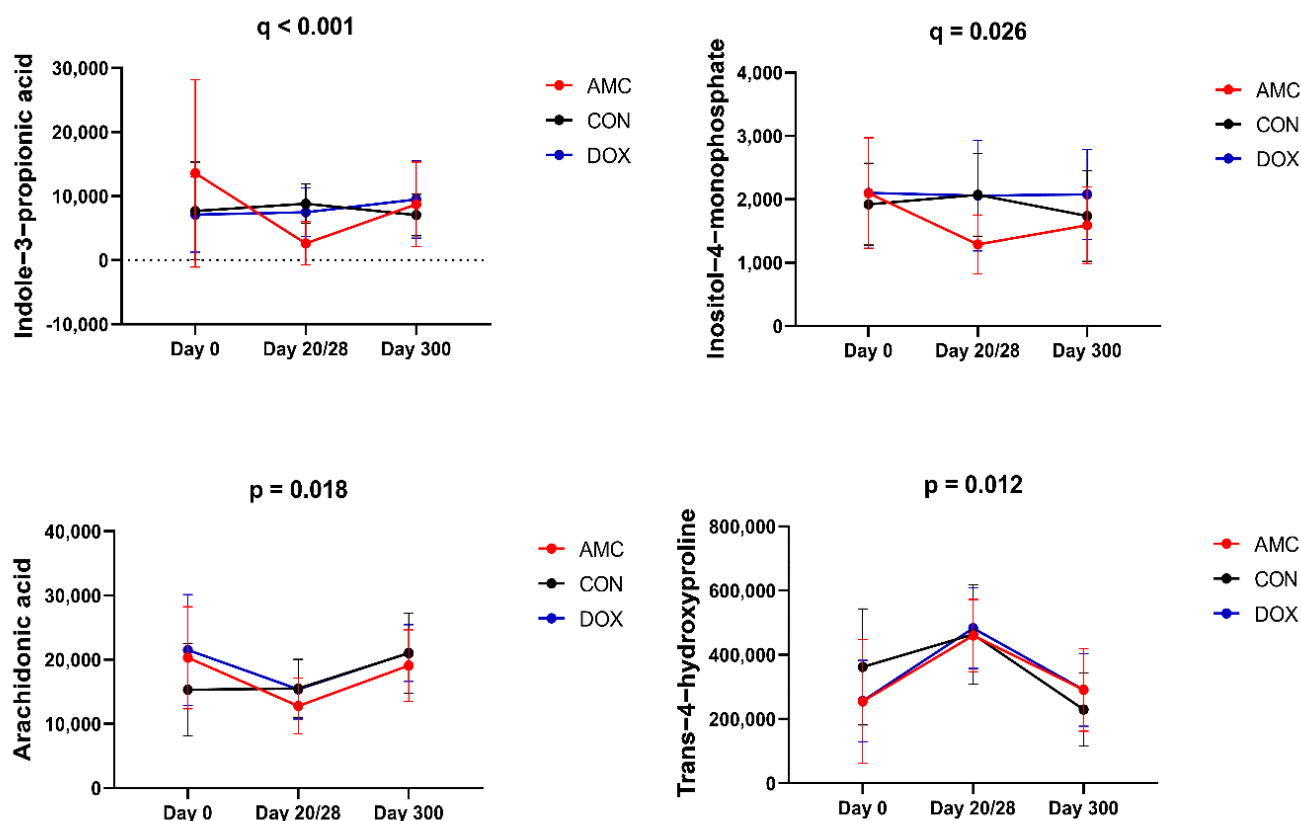 q < 0.001
Indole-3-propionic acid
30,000
20,000
10,000
0
-10,000
Day 0
Day 20/28
Day 300
AMC
CON
DOX
q = 0.026
Inositol-4-monophosphate
4,000
3,000
2,000
1,000
0
Day 0
Day 20/28
Day 300
AMC
CON
DOX
p = 0.018
Arachidonic acid
40,000
30,000
20,000
10,000
0
Day 0
Day 20/28
Day 300
AMC
CON
DOX
p = 0.012
Trans-4-hydroxyproline
800,000
600,000
400,000
200,000
0
Day 0
Day 20/28
Day 300
AMC
CON
DOX